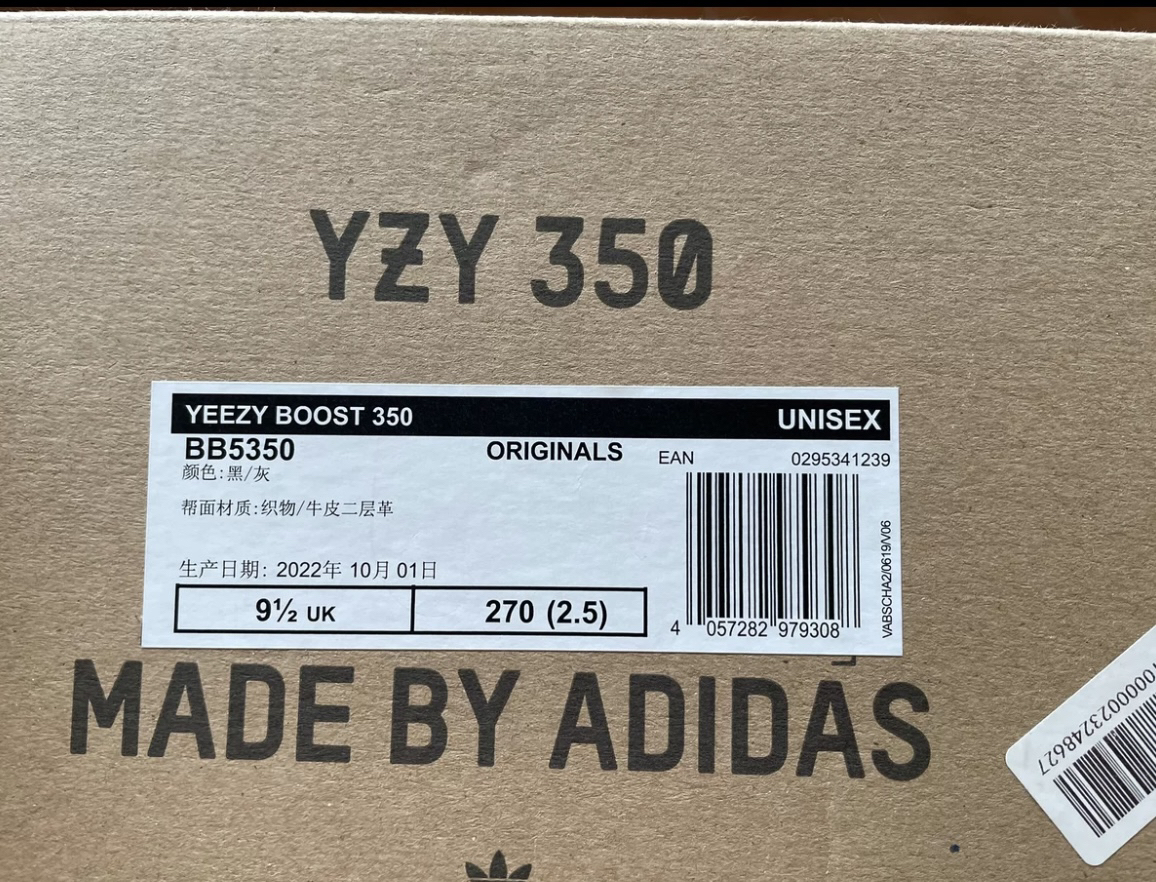 YZY 350
YEEZY BOOST 350 UNISEX
BB5350 ORIGINALS EAN 0295341239
颜色:黑/灰
帮面材质:织物/牛皮二层革
生产日期: 2022年 10月 01日
9½ UK 270 (2.5)
4 057282 979308
VABSCHA2/0619/V06
MADE BY ADIDAS